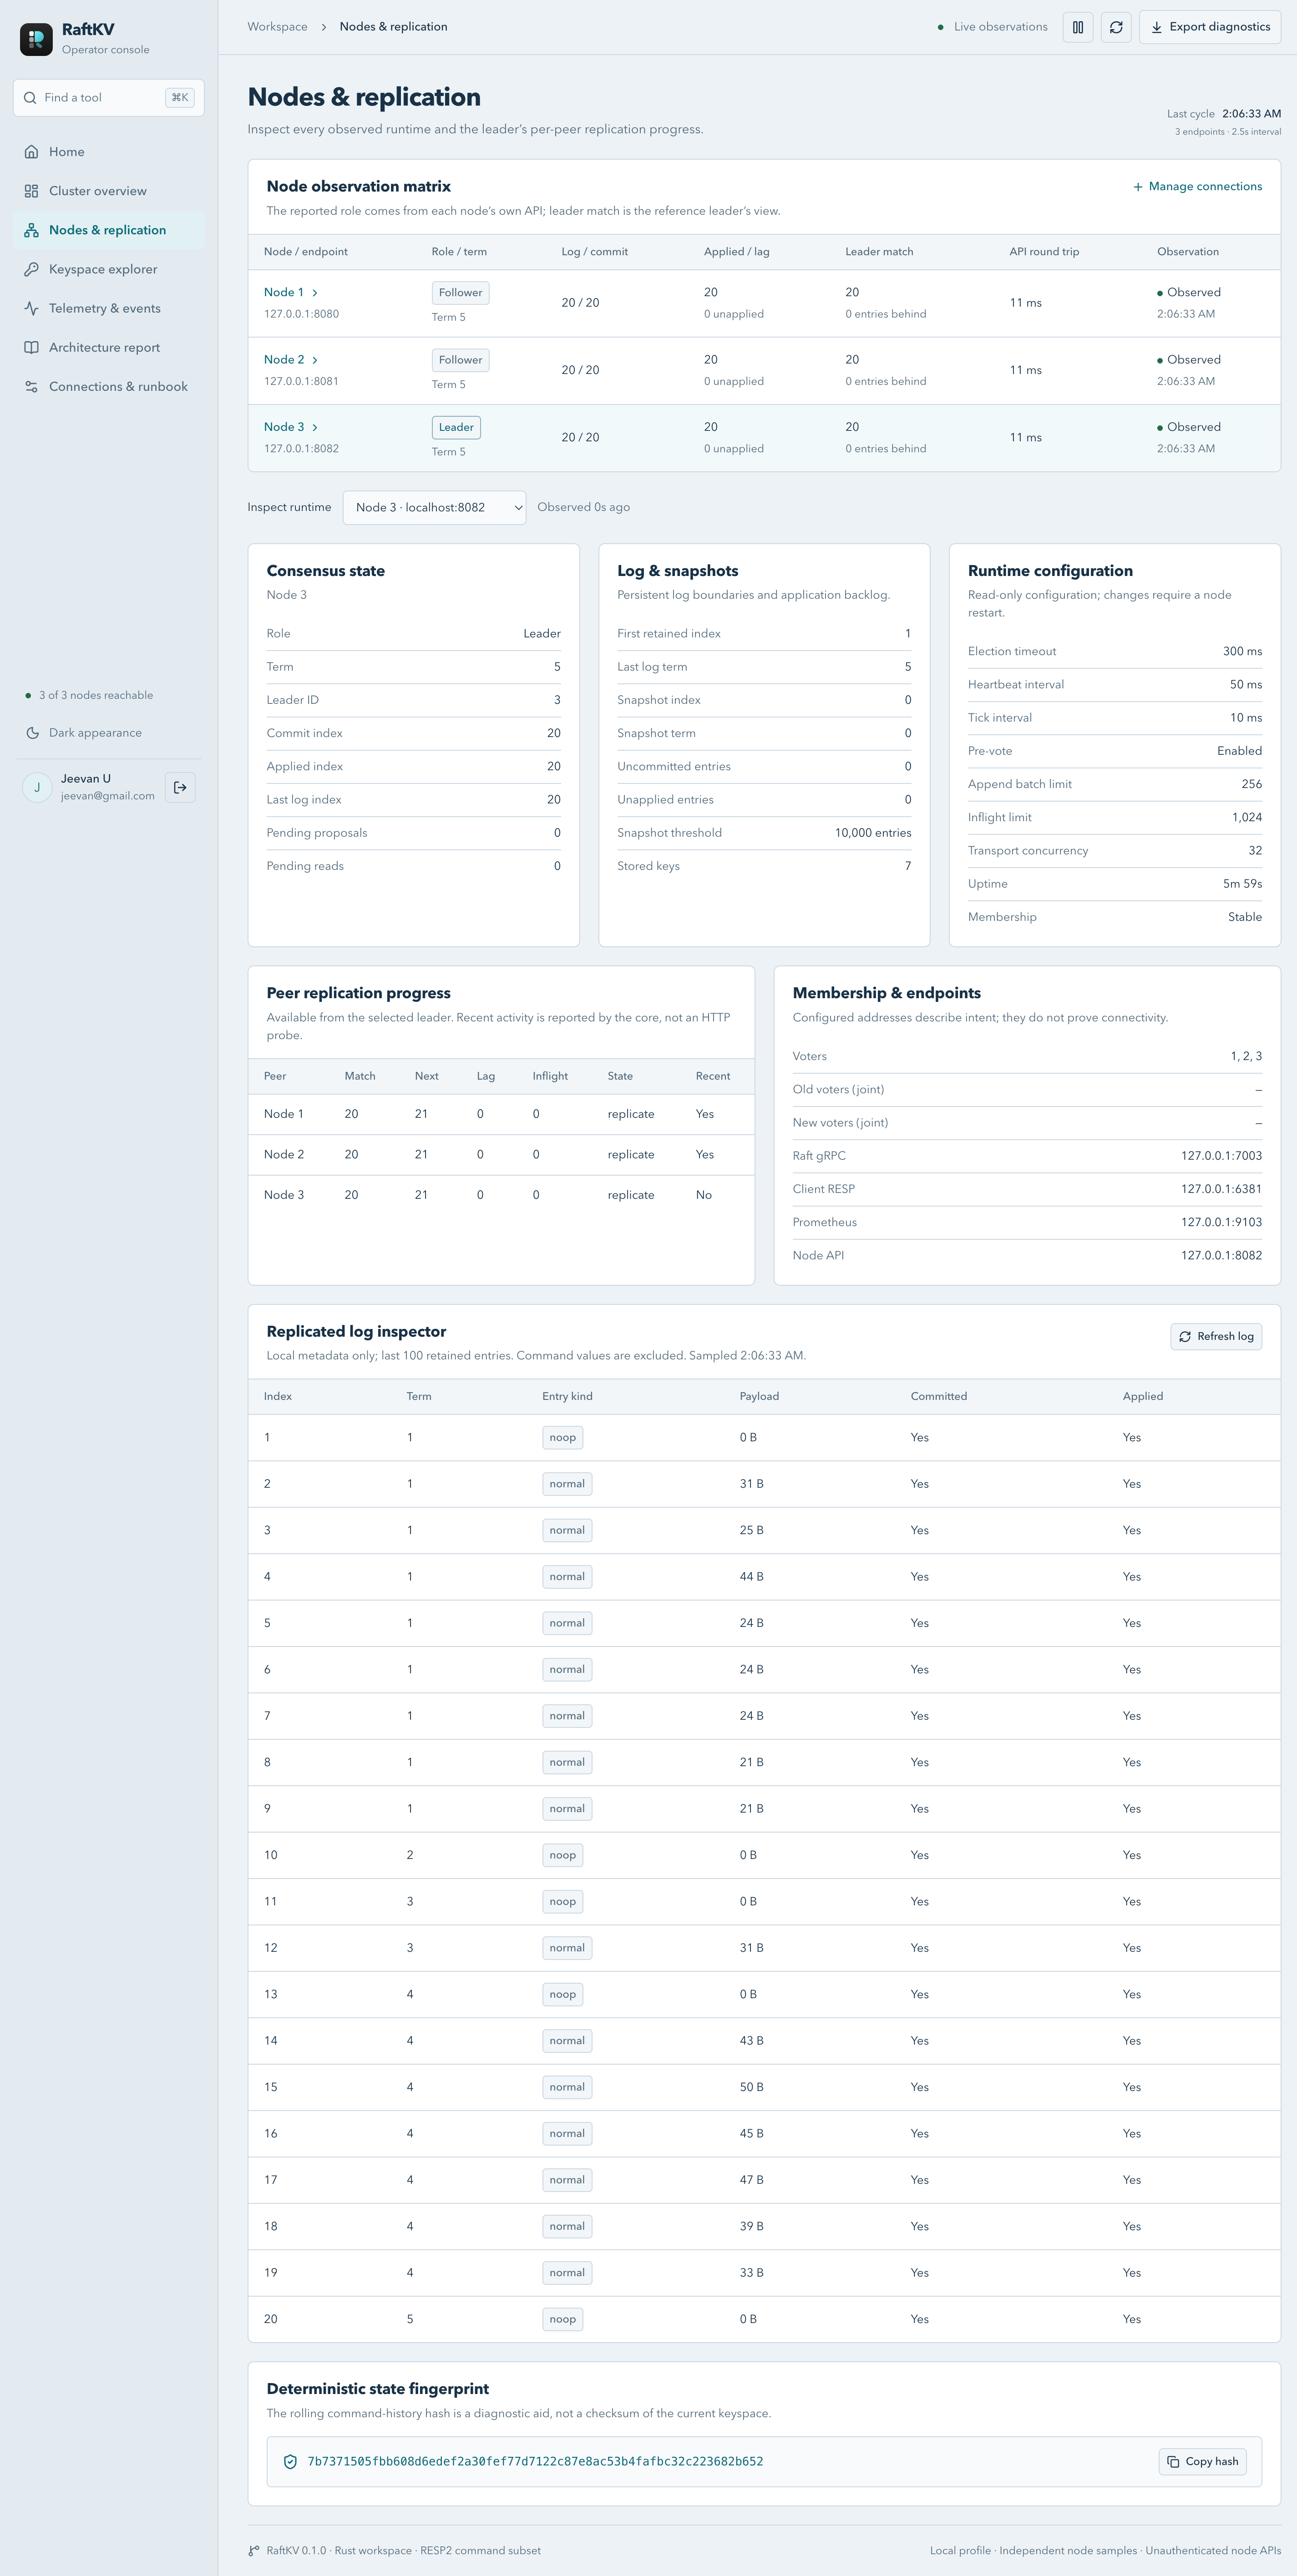 RaftKV
Operator console
Find a tool ⌘K
Home
Cluster overview
Nodes & replication
Keyspace explorer
Telemetry & events
Architecture report
Connections & runbook
3 of 3 nodes reachable
Dark appearance
J
Jeevan U
jeevan@gmail.com
Workspace > Nodes & replication
Live observations
Export diagnostics
Nodes & replication
Inspect every observed runtime and the leader’s per-peer replication progress.
Last cycle 2:06:33 AM
3 endpoints · 2.5s interval
Node observation matrix
Manage connections
The reported role comes from each node’s own API; leader match is the reference leader’s view.
Node / endpoint Role / term Log / commit Applied / lag Leader match API round trip Observation
Node 1 Follower 20 / 20 20 20 11 ms Observed
127.0.0.1:8080 Term 5 0 unapplied 0 entries behind 2:06:33 AM
Node 2 Follower 20 / 20 20 20 11 ms Observed
127.0.0.1:8081 Term 5 0 unapplied 0 entries behind 2:06:33 AM
Node 3 Leader 20 / 20 20 20 11 ms Observed
127.0.0.1:8082 Term 5 0 unapplied 0 entries behind 2:06:33 AM
Inspect runtime Node 3 · localhost:8082 Observed 0s ago
Consensus state
Node 3
Role Leader
Term 5
Leader ID 3
Commit index 20
Applied index 20
Last log index 20
Pending proposals 0
Pending reads 0
Log & snapshots
Persistent log boundaries and application backlog.
First retained index 1
Last log term 5
Snapshot index 0
Snapshot term 0
Uncommitted entries 0
Unapplied entries 0
Snapshot threshold 10,000 entries
Stored keys 7
Runtime configuration
Read-only configuration; changes require a node
restart.
Election timeout 300 ms
Heartbeat interval 50 ms
Tick interval 10 ms
Pre-vote Enabled
Append batch limit 256
Inflight limit 1,024
Transport concurrency 32
Uptime 5m 59s
Membership Stable
Peer replication progress
Available from the selected leader. Recent activity is reported by the core, not an HTTP
probe.
Peer Match Next Lag Inflight State Recent
Node 1 20 21 0 0 replicate Yes
Node 2 20 21 0 0 replicate Yes
Node 3 20 21 0 0 replicate No
Membership & endpoints
Configured addresses describe intent; they do not prove connectivity.
Voters 1, 2, 3
Old voters (joint) –
New voters (joint) –
Raft gRPC 127.0.0.1:7003
Client RESP 127.0.0.1:6381
Prometheus 127.0.0.1:9103
Node API 127.0.0.1:8082
Replicated log inspector
Refresh log
Local metadata only; last 100 retained entries. Command values are excluded. Sampled 2:06:33 AM.
Index Term Entry kind Payload Committed Applied
1 1 noop 0 B Yes Yes
2 1 normal 31 B Yes Yes
3 1 normal 25 B Yes Yes
4 1 normal 44 B Yes Yes
5 1 normal 24 B Yes Yes
6 1 normal 24 B Yes Yes
7 1 normal 24 B Yes Yes
8 1 normal 21 B Yes Yes
9 1 normal 21 B Yes Yes
10 2 noop 0 B Yes Yes
11 3 noop 0 B Yes Yes
12 3 normal 31 B Yes Yes
13 4 noop 0 B Yes Yes
14 4 normal 43 B Yes Yes
15 4 normal 50 B Yes Yes
16 4 normal 45 B Yes Yes
17 4 normal 47 B Yes Yes
18 4 normal 39 B Yes Yes
19 4 normal 33 B Yes Yes
20 5 noop 0 B Yes Yes
Deterministic state fingerprint
The rolling command-history hash is a diagnostic aid, not a checksum of the current keyspace.
7b7371505fbb608d6edef2a30fef77d7122c87e8ac53b4fafbc32c223682b652
Copy hash
RaftKV 0.1.0 · Rust workspace · RESP2 command subset
Local profile · Independent node samples · Unauthenticated node APIs